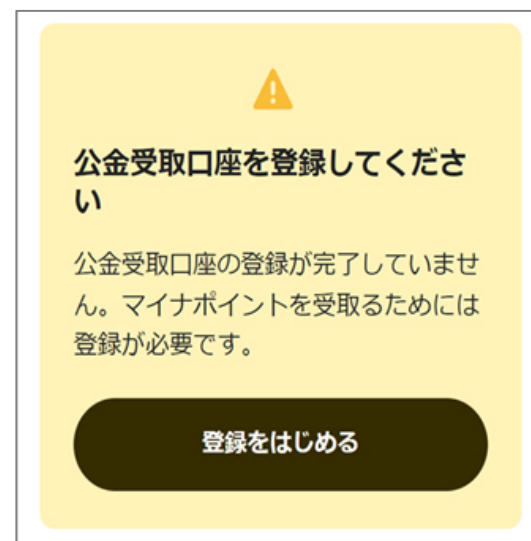 公金受取口座を登録してくださ
い
公金受取口座の登録が完了していませ
ん。マイナポイントを受取るためには
登録が必要です。
登録をはじめる